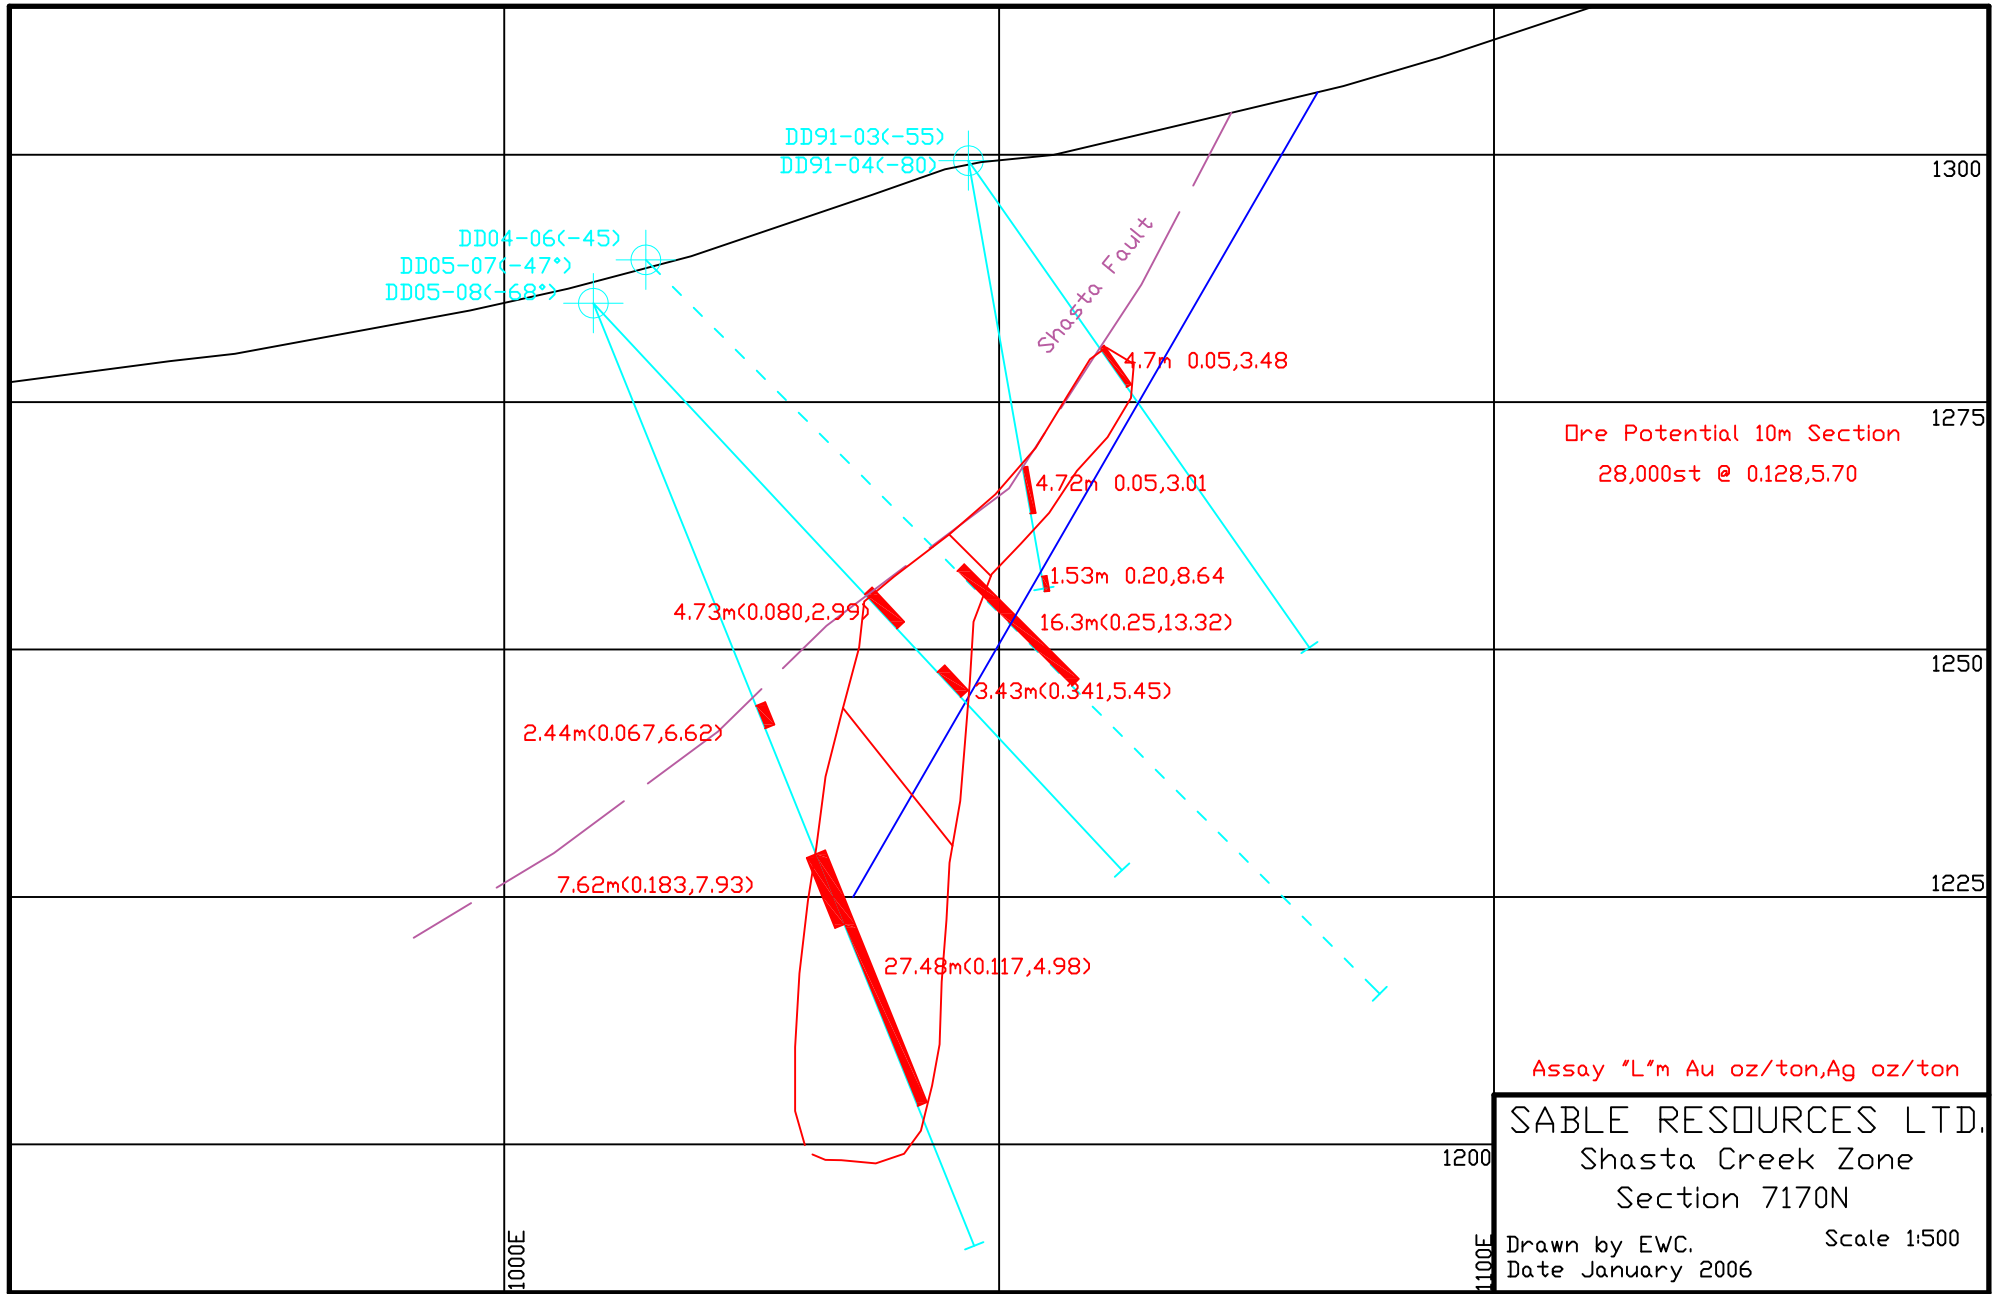 DD91-03(-55)
DD91-04(-80)
1300
DD04-06(-45)
DD05-07(-47°)
DD05-08(-68°)
Shasta Fault
4.7m 0.05,3.48
1275
Ore Potential 10m Section
28,000st @ 0.128,5.70
4.72m 0.05,3.01
1.53m 0.20,8.64
4.73m(0.080,2.99)
16.3m(0.25,13.32)
1250
3.43m(0.341,5.45)
2.44m(0.067,6.62)
7.62m(0.183,7.93)
1225
27.48m(0.117,4.98)
Assay "L"m Au oz/ton,Ag oz/ton
1200
SABLE RESOURCES LTD.
Shasta Creek Zone
Section 7170N
Drawn by EWC.
Scale 1:500
Date January 2006
1000E
1100E